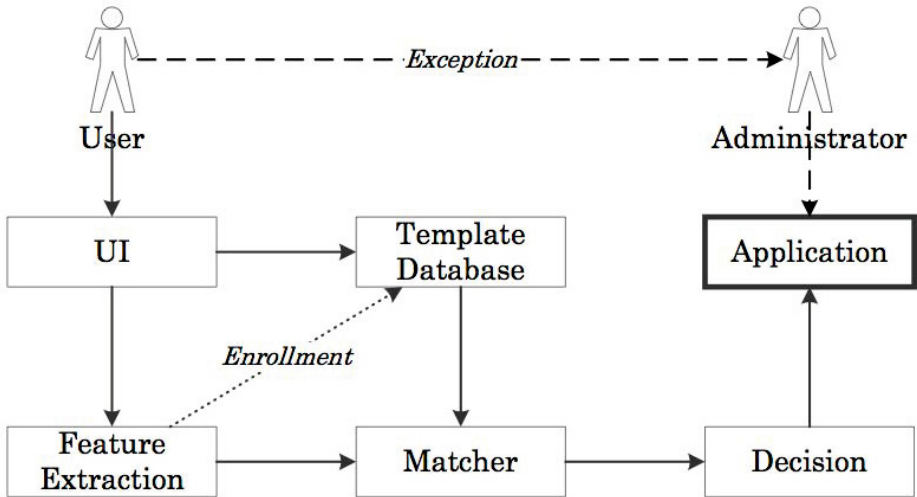 Exception
User
Administrator
UI
Template
Database
Application
Enrollment
Feature
Extraction
Matcher
Decision